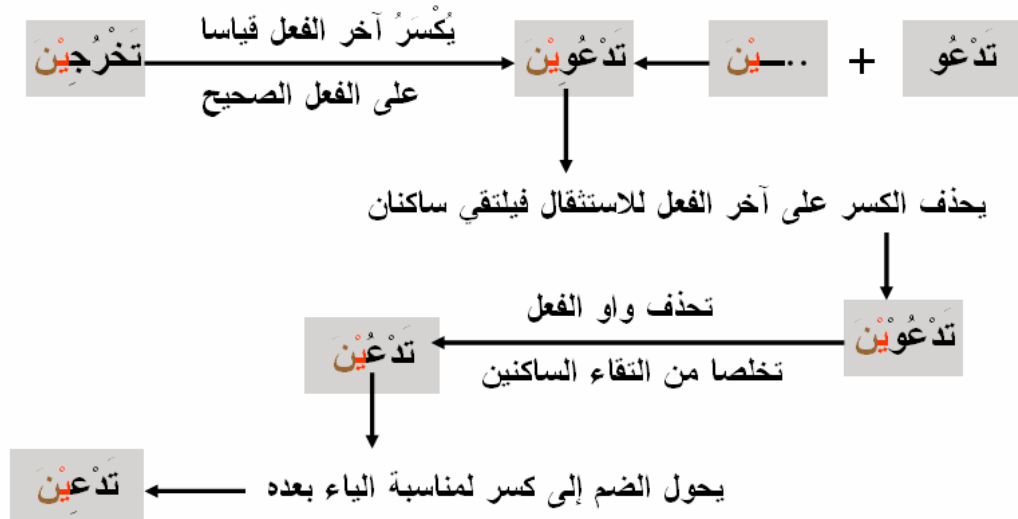 تَدْعُو + ..ـيْنَ تَدْعُوِيْنَ يُكْسَرُ آخر الفعل قياسا تَخْرُجِيْنَ
على الفعل الصحيح
يحذف الكسر على آخر الفعل للاستثقال فيلتقي ساكنان
تَدْعُوْيْنَ تحذف واو الفعل تَدْعُيْنَ
تخلصا من التقاء الساكنين
يحول الضم إلى كسر لمناسبة الياء بعده تَدْعِيْنَ